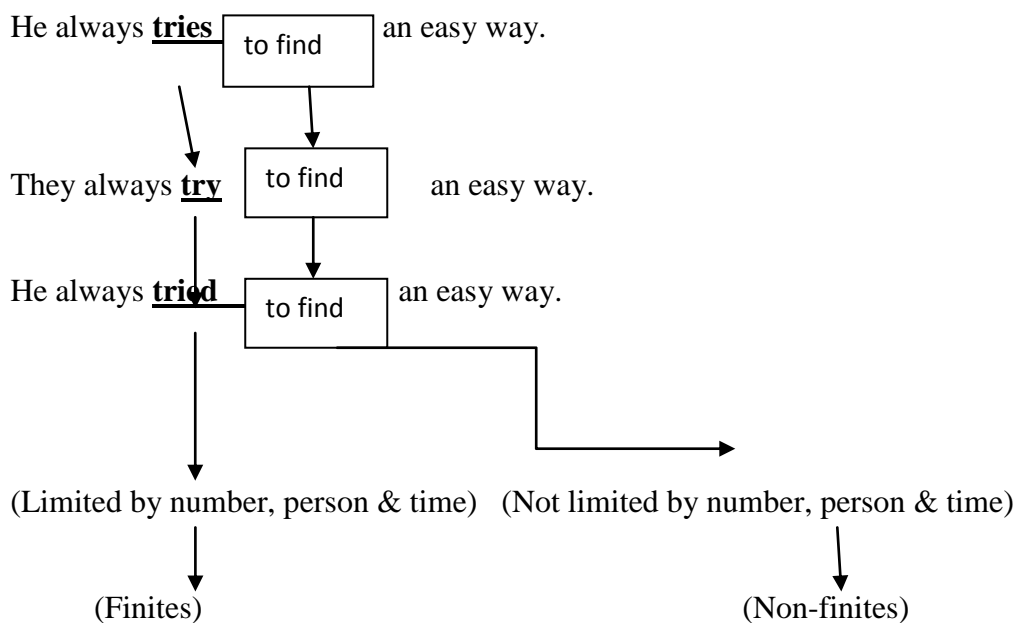 He always tries to find an easy way.
They always try to find an easy way.
He always tried to find an easy way.
(Limited by number, person & time) (Not limited by number, person & time)
(Finites) (Non-finites)